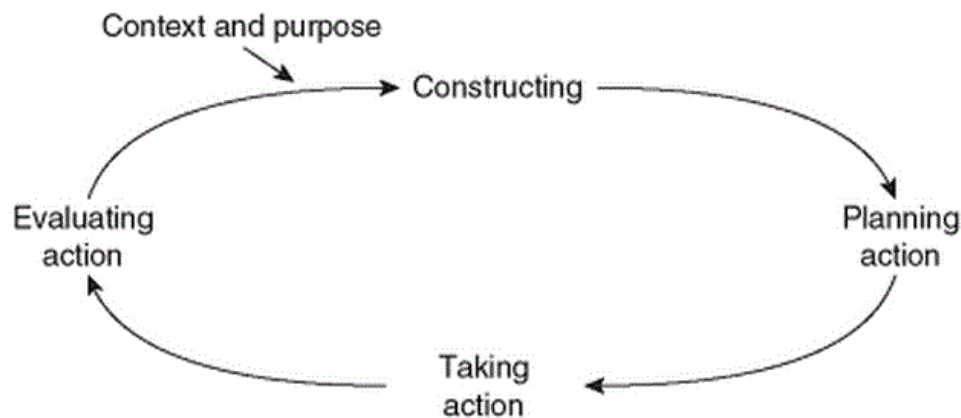 Context and purpose
Constructing
Evaluating
action
Planning
action
Taking
action